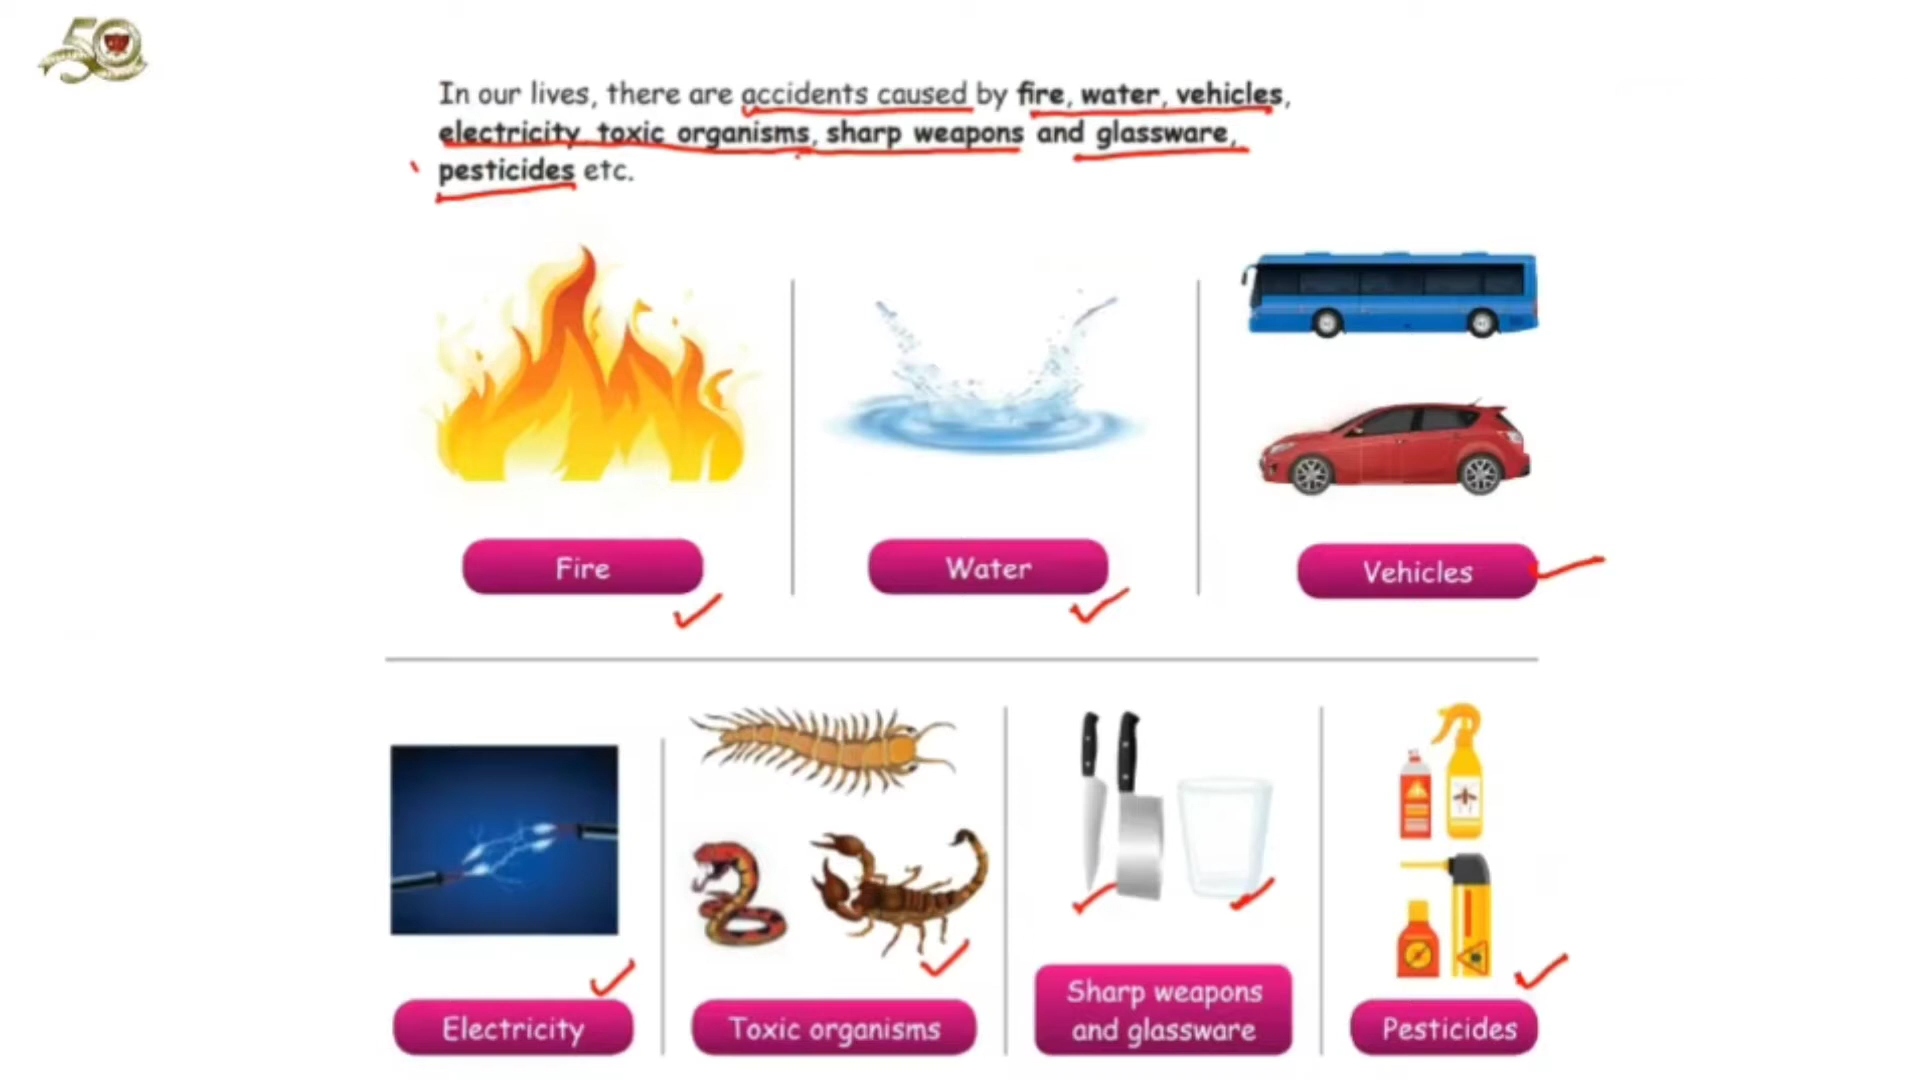 50
In our lives, there are accidents caused by fire, water, vehicles,
electricity toxic organisms, sharp weapons and glassware,
pesticides etc.
Fire
Water
Vehicles
Electricity
Toxic organisms
Sharp weapons
and glassware
Pesticides